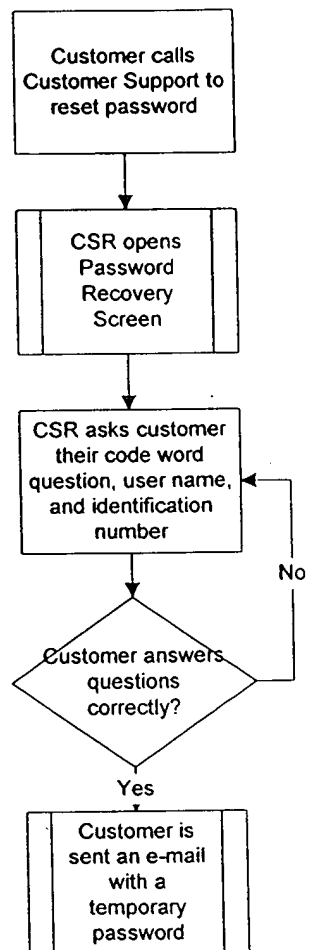 Customer calls
Customer Support to
reset password
CSR opens
Password
Recovery
Screen
CSR asks customer
their code word
question, user name,
and identification
number
No
Customer answers
questions
correctly?
Yes
Customer is
sent an e-mail
with a
temporary
password